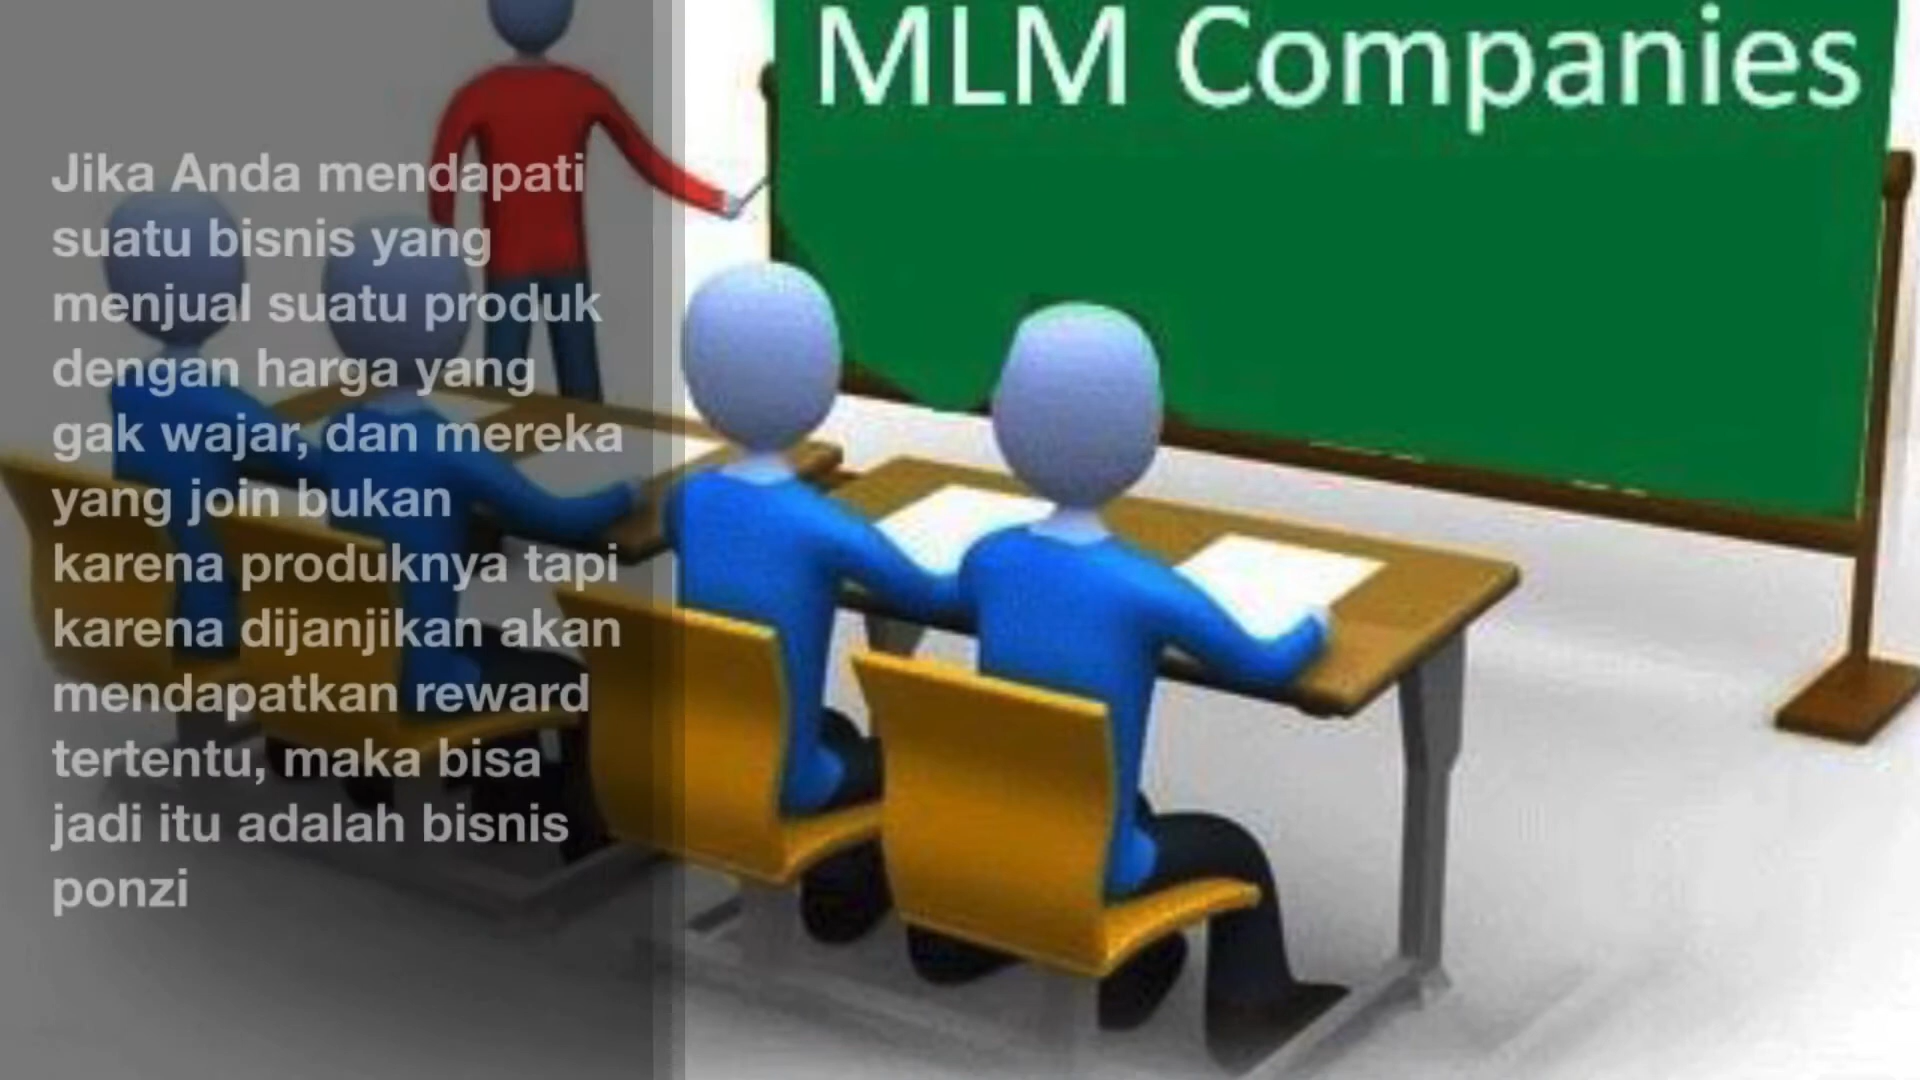 MLM Companies
Jika Anda mendapati
suatu bisnis yang
menjual suatu produk
dengan harga yang
gak wajar, dan mereka
yang join bukan
karena produknya tapi
karena dijanjikan akan
mendapatkan reward
tertentu, maka bisa
jadi itu adalah bisnis
ponzi